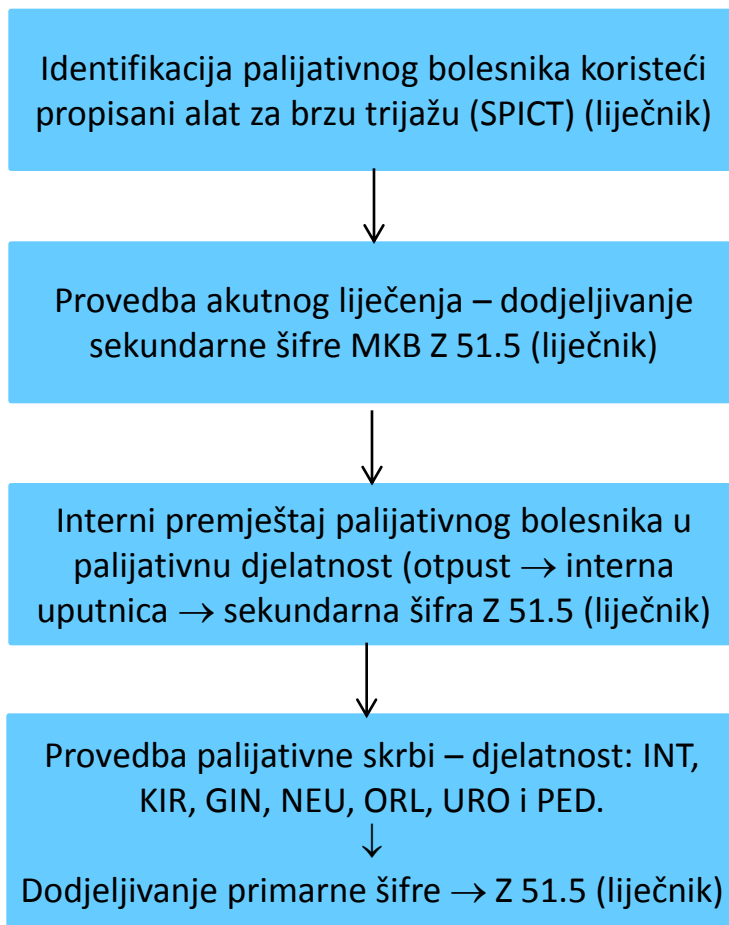 Identifikacija palijativnog bolesnika koristeći
propisani alat za brzu trijažu (SPICT) (liječnik)
Provedba akutnog liječenja – dodjeljivanje
sekundarne šifre MKB Z 51.5 (liječnik)
Interni premještaj palijativnog bolesnika u
palijativnu djelatnost (otpust → interna
uputnica → sekundarna šifra Z 51.5 (liječnik)
Provedba palijativne skrbi – djelatnost: INT,
KIR, GIN, NEU, ORL, URO i PED.
↓
Dodjeljivanje primarne šifre → Z 51.5 (liječnik)